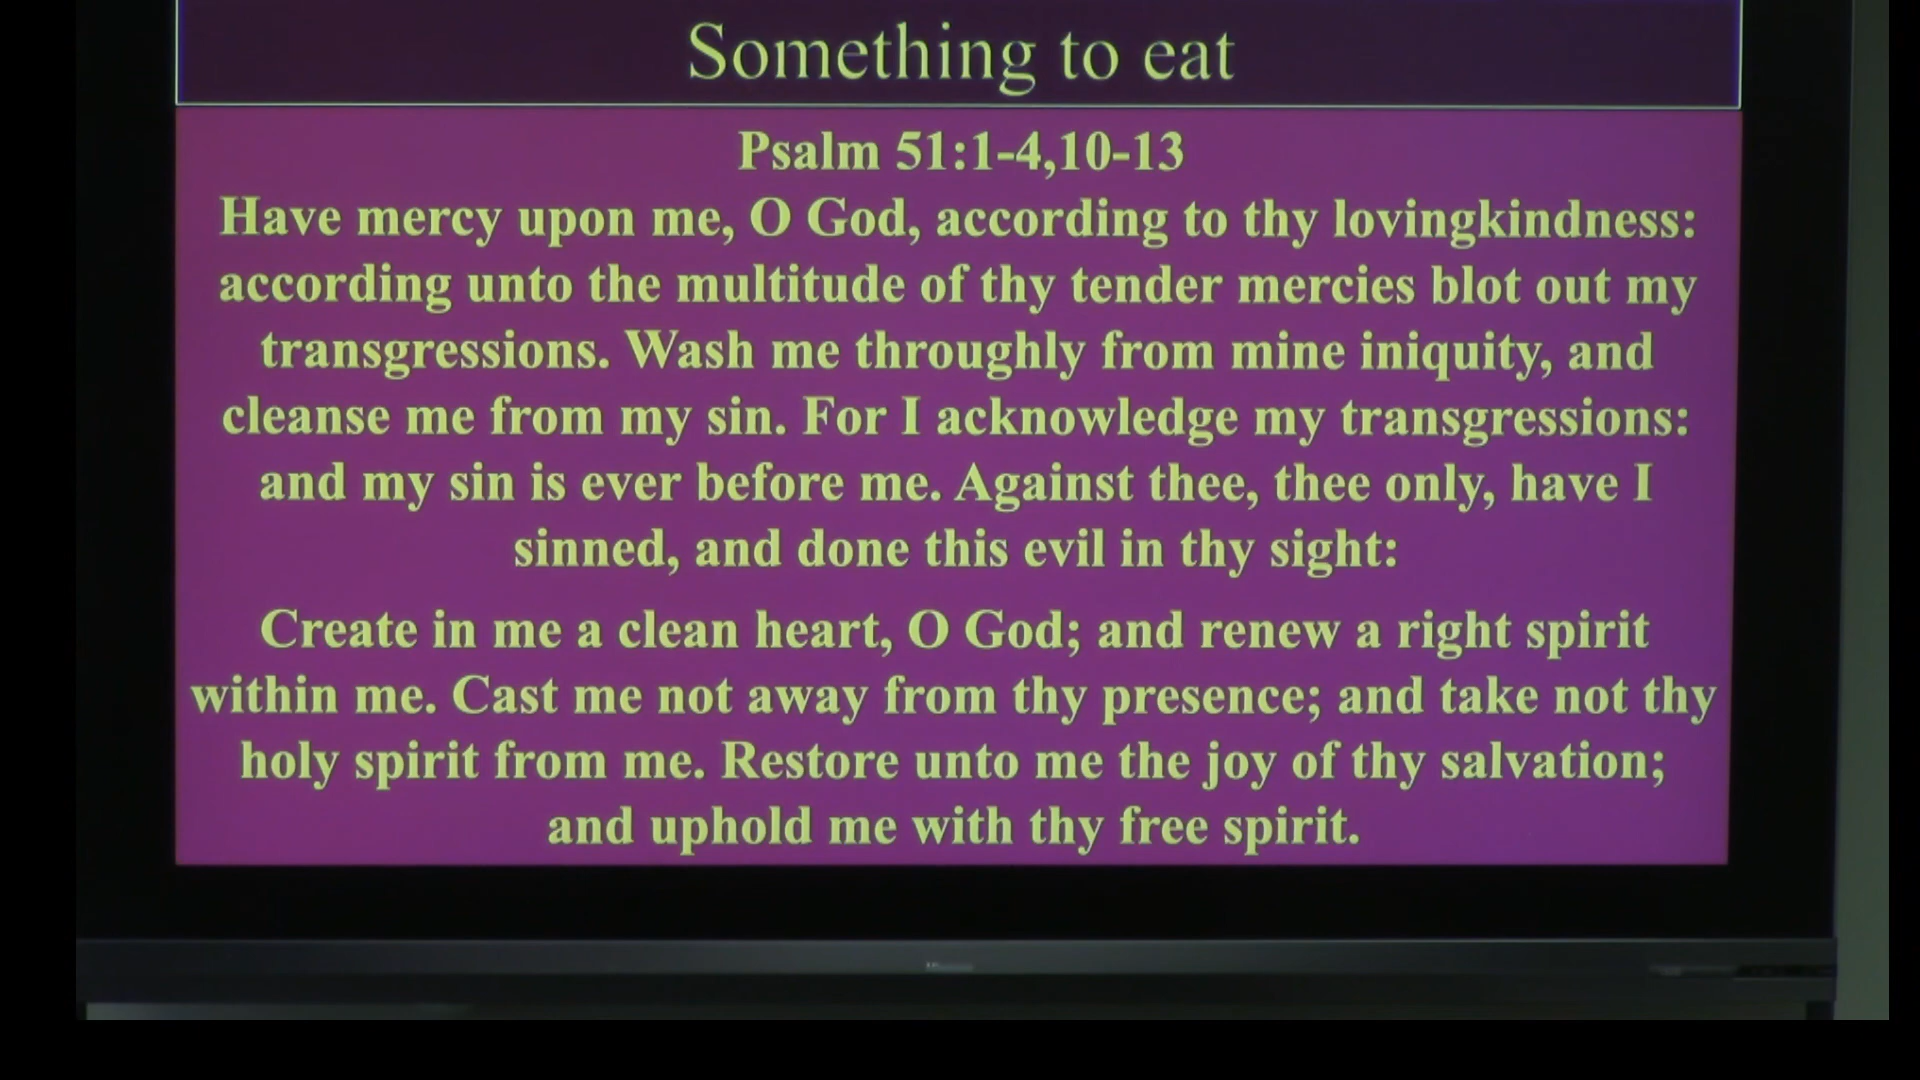 Something to eat
Psalm 51:1-4,10-13
Have mercy upon me, O God, according to thy lovingkindness:
according unto the multitude of thy tender mercies blot out my
transgressions. Wash me throughly from mine iniquity, and
cleanse me from my sin. For I acknowledge my transgressions:
and my sin is ever before me. Against thee, thee only, have I
sinned, and done this evil in thy sight:
Create in me a clean heart, O God; and renew a right spirit
within me. Cast me not away from thy presence; and take not thy
holy spirit from me. Restore unto me the joy of thy salvation;
and uphold me with thy free spirit.